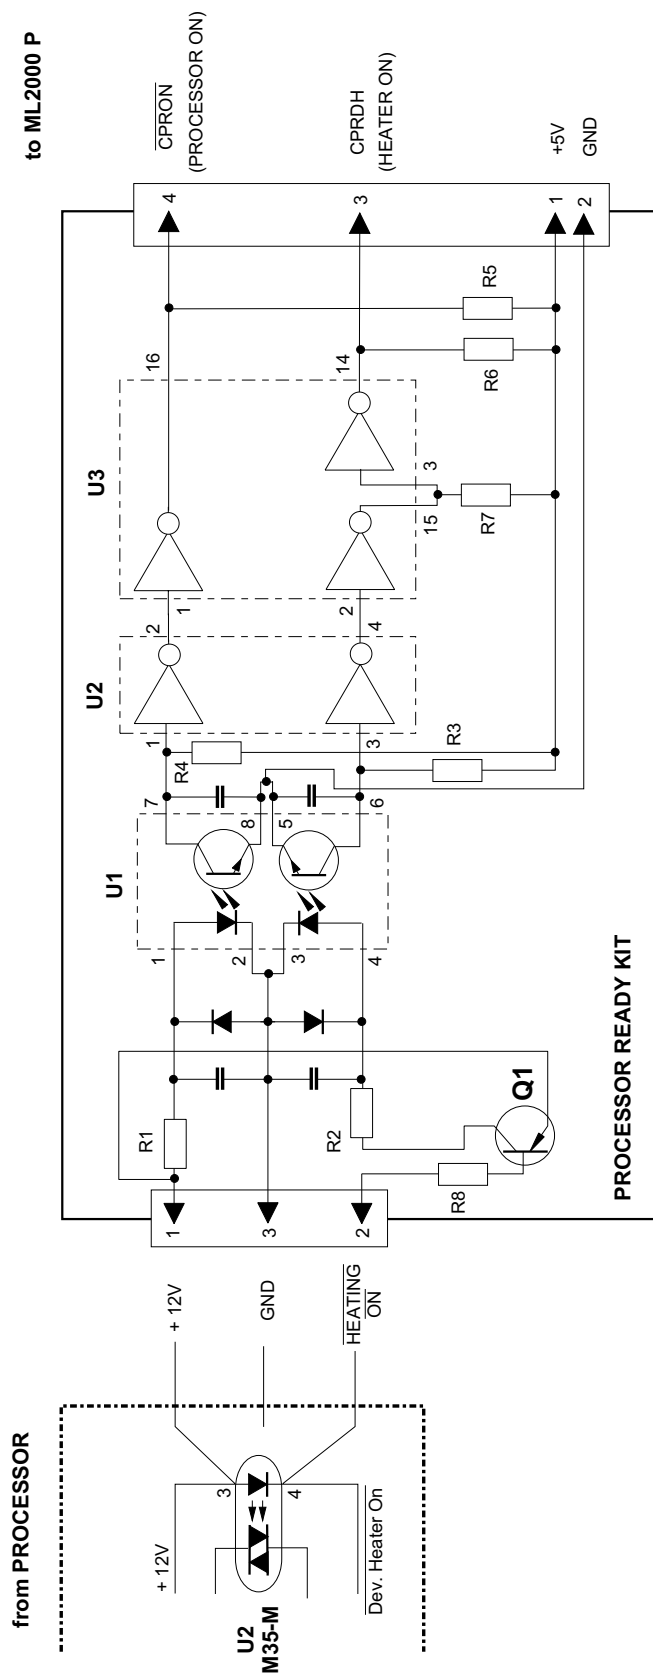 from PROCESSOR
U2
M35-M
+ 12V
3
4
Dev. Heater On
+ 12V
GND
HEATING
ON
1
3
2
R1
R2
R8
Q1
PROCESSOR READY KIT
U1
1
2
3
4
7
8
5
6
R4
R3
U2
1
2
3
4
U3
1
16
2
15
3
14
R7
R6
R5
4
3
1
2
to ML2000 P
CPRON
(PROCESSOR ON)
CPRDH
(HEATER ON)
+5V
GND